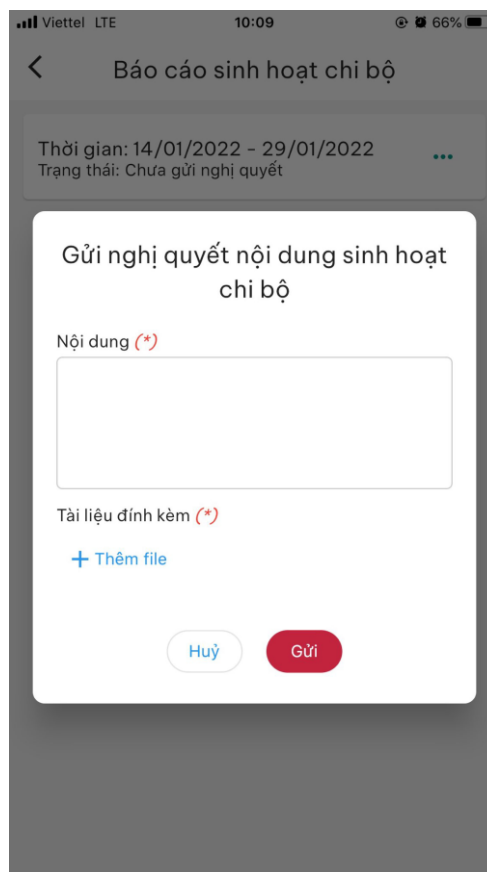 Viettel LTE 10:09 66%
Báo cáo sinh hoạt chi bộ
Thời gian: 14/01/2022 - 29/01/2022
Trạng thái: Chưa gửi nghị quyết
Gửi nghị quyết nội dung sinh hoạt
chi bộ
Nội dung (*)
Tài liệu đính kèm (*)
+ Thêm file
Huỷ Gửi